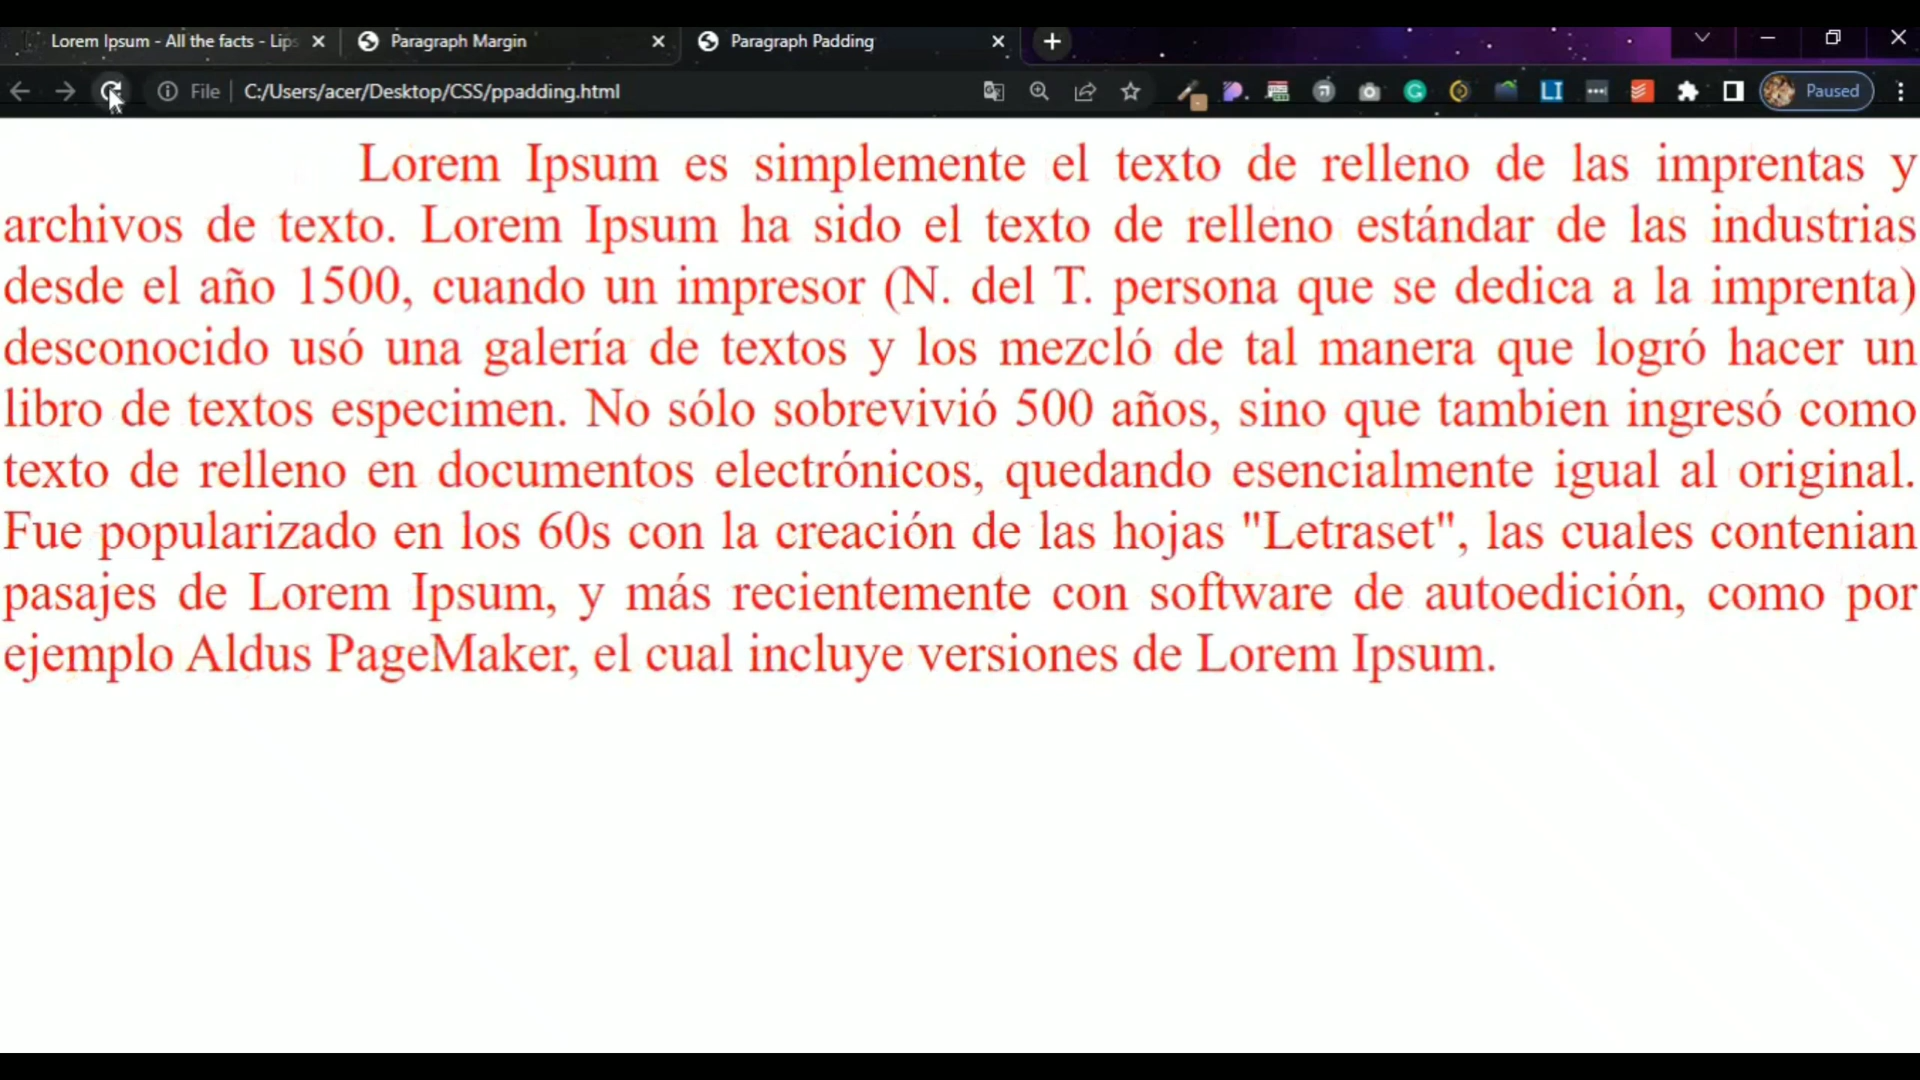 Lorem Ipsum - All the facts - Lips
Paragraph Margin
Paragraph Padding
File
C:/Users/acer/Desktop/CSS/ppadding.html
LI
Paused
Lorem Ipsum es simplemente el texto de relleno de las imprentas y
archivos de texto. Lorem Ipsum ha sido el texto de relleno estándar de las industrias
desde el año 1500, cuando un impresor (N. del T. persona que se dedica a la imprenta)
desconocido usó una galería de textos y los mezcló de tal manera que logró hacer un
libro de textos especimen. No sólo sobrevivió 500 años, sino que tambien ingresó como
texto de relleno en documentos electrónicos, quedando esencialmente igual al original.
Fue popularizado en los 60s con la creación de las hojas "Letraset", las cuales contenian
pasajes de Lorem Ipsum, y más recientemente con software de autoedición, como por
ejemplo Aldus PageMaker, el cual incluye versiones de Lorem Ipsum.